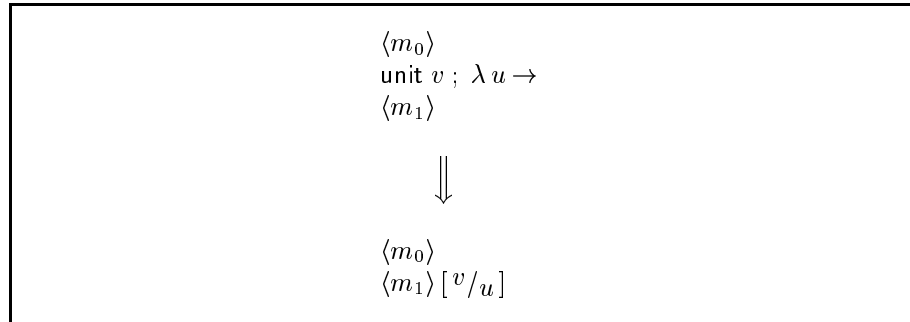 ⟨m₀⟩
unit v ; λ u →
⟨m₁⟩
⇓
⟨m₀⟩
⟨m₁⟩ [ v/u ]